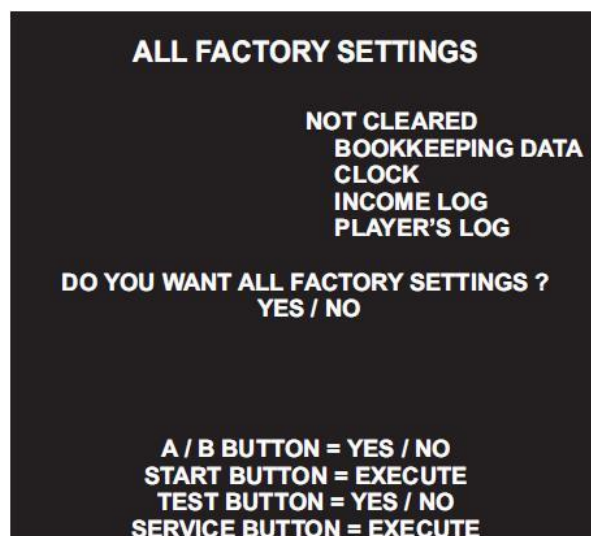 ALL FACTORY SETTINGS
NOT CLEARED
BOOKKEEPING DATA
CLOCK
INCOME LOG
PLAYER'S LOG
DO YOU WANT ALL FACTORY SETTINGS ?
YES / NO
A / B BUTTON = YES / NO
START BUTTON = EXECUTE
TEST BUTTON = YES / NO
SERVICE BUTTON = EXECUTE